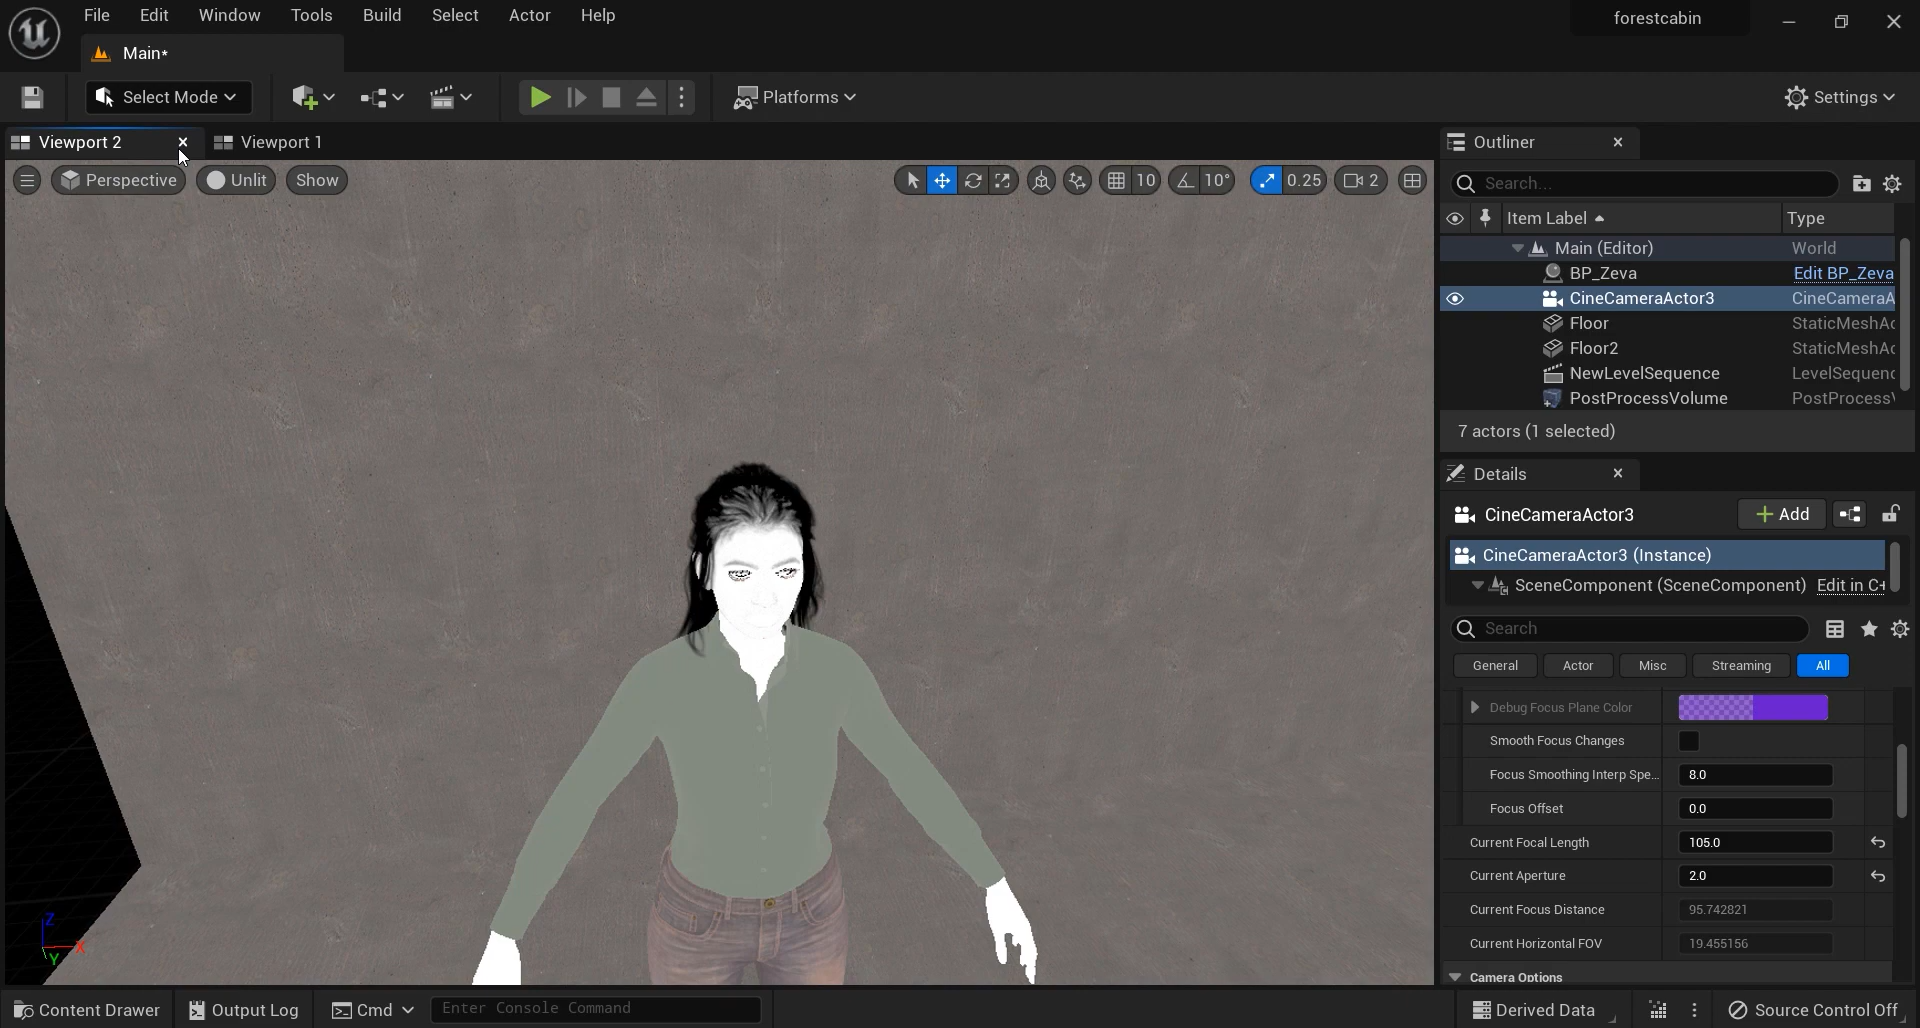 File Edit Window Tools Build Select Actor Help
forestcabin
Main*
Select Mode
Platforms
Settings
Viewport 2
Viewport 1
Perspective
Unlit
Show
10
10°
0.25
2
Z
X
Y
Outliner
Search...
Item Label
Type
Main (Editor) World
BP_Zeva Edit BP_Zeva
CineCameraActor3 CineCameraA
Floor StaticMeshAc
Floor2 StaticMeshAc
NewLevelSequence LevelSequenc
PostProcessVolume PostProcessV
7 actors (1 selected)
Details
CineCameraActor3
Add
CineCameraActor3 (Instance)
SceneComponent (SceneComponent) Edit in C+
Search
General Actor Misc Streaming All
Debug Focus Plane Color
Smooth Focus Changes
Focus Smoothing Interp Spe... 8.0
Focus Offset 0.0
Current Focal Length 105.0
Current Aperture 2.0
Current Focus Distance 95.742821
Current Horizontal FOV 19.455156
Camera Options
Content Drawer
Output Log
Cmd
Enter Console Command
Derived Data
Source Control Off